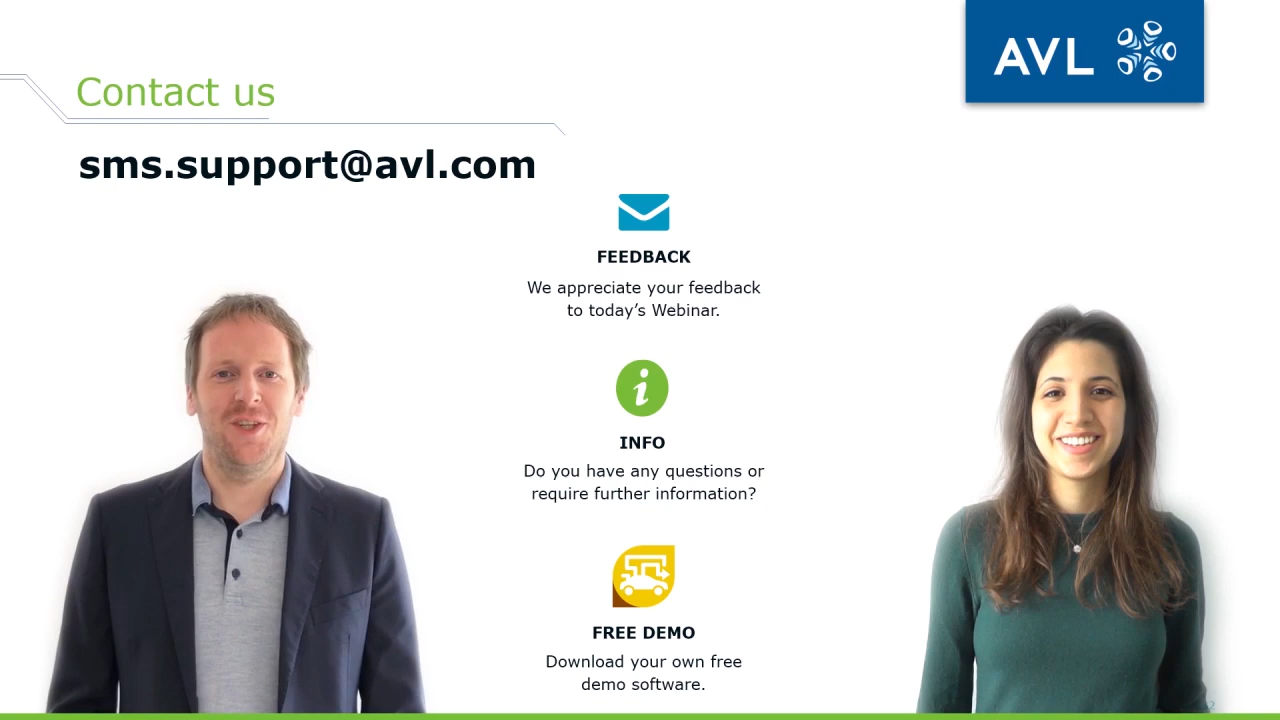 AVL
Contact us
sms.support@avl.com
FEEDBACK
We appreciate your feedback
to today’s Webinar.
INFO
Do you have any questions or
require further information?
FREE DEMO
Download your own free
demo software.